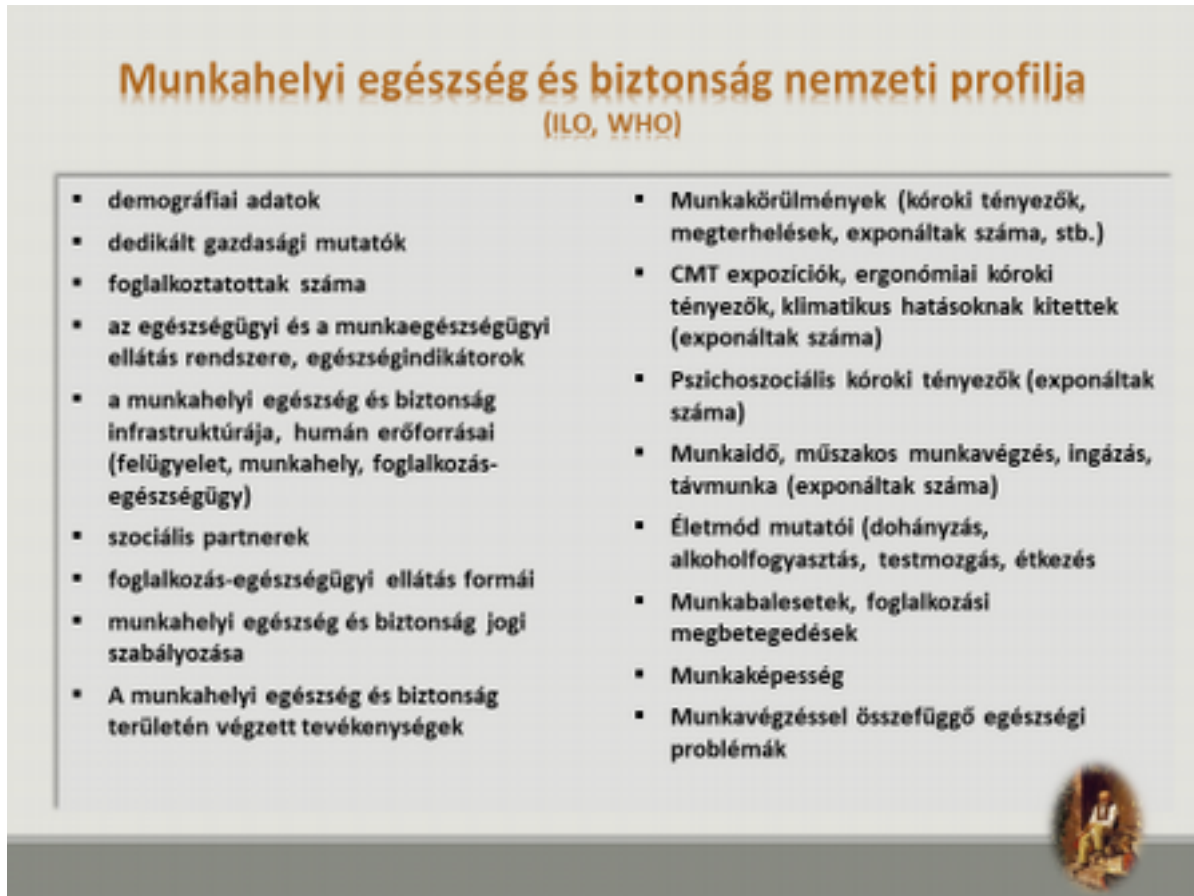 Munkahelyi egészség és biztonság nemzeti profilja
(ILO, WHO)
▪ demográfiai adatok
▪ dedikált gazdasági mutatók
▪ foglalkoztatottak száma
▪ az egészségügyi és a munkaegészségügyi
ellátás rendszere, egészségindikátorok
▪ a munkahelyi egészség és biztonság
infrastruktúrája, humán erőforrásai
(felügyelet, munkahely, foglalkozás-
egészségügy)
▪ szociális partnerek
▪ foglalkozás-egészségügyi ellátás formái
▪ munkahelyi egészség és biztonság jogi
szabályozása
▪ A munkahelyi egészség és biztonság
területén végzett tevékenységek
▪ Munkakörülmények (kóroki tényezők,
megterhelések, exponáltak száma, stb.)
▪ CMT expozíciók, ergonómiai kóroki
tényezők, klimatikus hatásoknak kitettek
(exponáltak száma)
▪ Pszichoszociális kóroki tényezők (exponáltak
száma)
▪ Munkaidő, műszakos munkavégzés, ingázás,
távmunka (exponáltak száma)
▪ Életmód mutatói (dohányzás,
alkoholfogyasztás, testmozgás, étkezés
▪ Munkabalesetek, foglalkozási
megbetegedések
▪ Munkaképesség
▪ Munkavégzéssel összefüggő egészségi
problémák